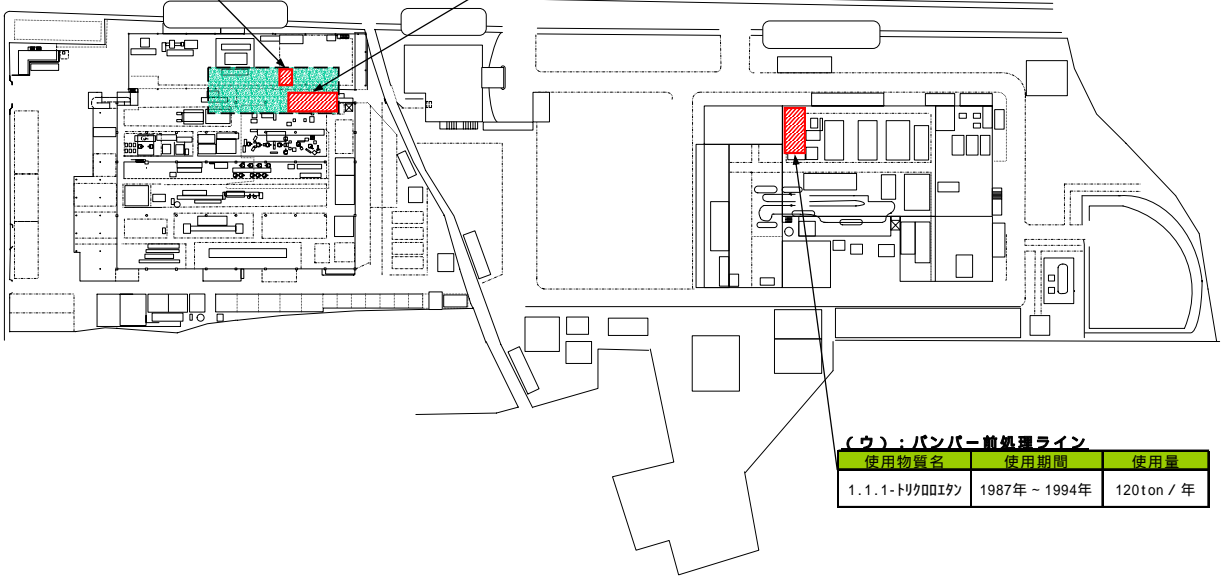 (ウ):バンパー前処理ライン
使用物質名 使用期間 使用量
1.1.1-トリクロロエタン 1987年~1994年 120ton/年